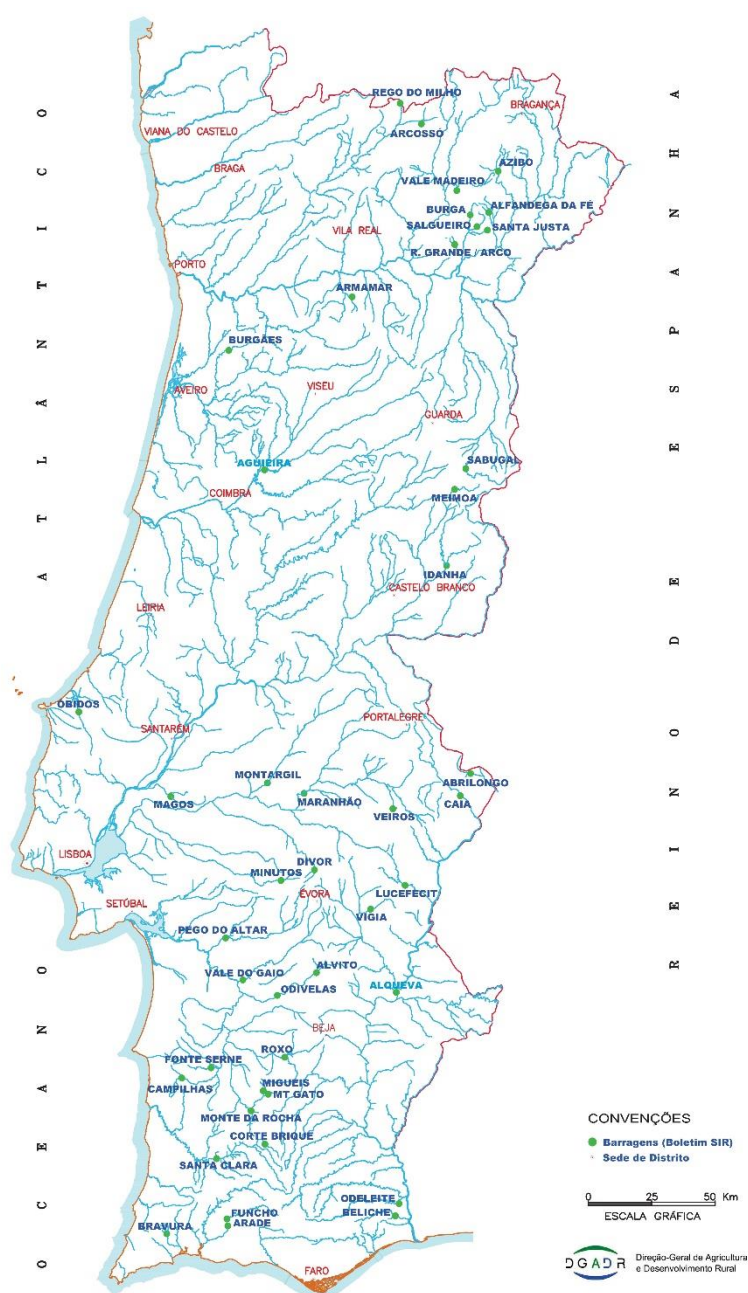 REGO DO MILHO
BRAGANÇA
ARCOSSO
VIANA DO CASTELO
BRAGA
AZIBO
VALE MADEIRO
BURGA
ALFANDEGA DA FÉ
SALGUEIRO
SANTA JUSTA
VILA REAL
R. GRANDE / ARCO
PORTO
ARMAMAR
BURGÃES
AVEIRO
VISEU
GUARDA
AGUIEIRA
SABUGAL
COIMBRA
MEIMOA
IDANHA
CASTELO BRANCO
LEIRIA
ÓBIDOS
SANTARÉM
PORTALEGRE
MONTARGIL
ABRILONGO
MAGOS
MARANHÃO
CAIA
VEIROS
LISBOA
DIVOR
MINUTOS
LUCEFECIT
SETÚBAL
ÉVORA
VIGIA
PEGO DO ALTAR
VALE DO GAIO
ALVITO
ALQUEVA
ODIVELAS
BEJA
ROXO
FONTE SERNE
CAMPILHAS
MIGUEIS
MT GATO
MONTE DA ROCHA
CORTE BRIQUE
SANTA CLARA
ODELEITE
BELICHE
FUNCHO
ARADE
BRAVURA
FARO
OCEANO ATLÂNTICO
REINO DE ESPANHA
CONVENÇÕES
Barragens (Boletim SIR)
Sede de Distrito
0 25 50 Km
ESCALA GRÁFICA
DGADR
Direção-Geral de Agricultura
e Desenvolvimento Rural